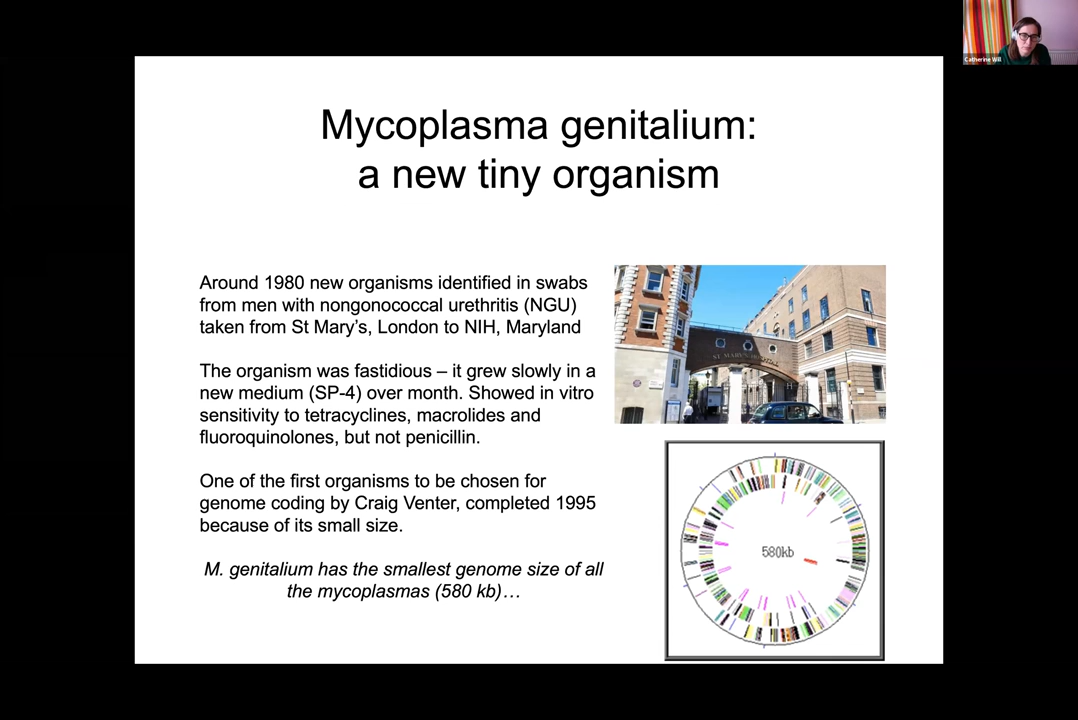 Catherine Will
Mycoplasma genitalium:
a new tiny organism
Around 1980 new organisms identified in swabs
from men with nongonococcal urethritis (NGU)
taken from St Mary's, London to NIH, Maryland
The organism was fastidious – it grew slowly in a
new medium (SP-4) over month. Showed in vitro
sensitivity to tetracyclines, macrolides and
fluoroquinolones, but not penicillin.
One of the first organisms to be chosen for
genome coding by Craig Venter, completed 1995
because of its small size.
M. genitalium has the smallest genome size of all
the mycoplasmas (580 kb)…
ST MARY'S HOSPITAL
580kb